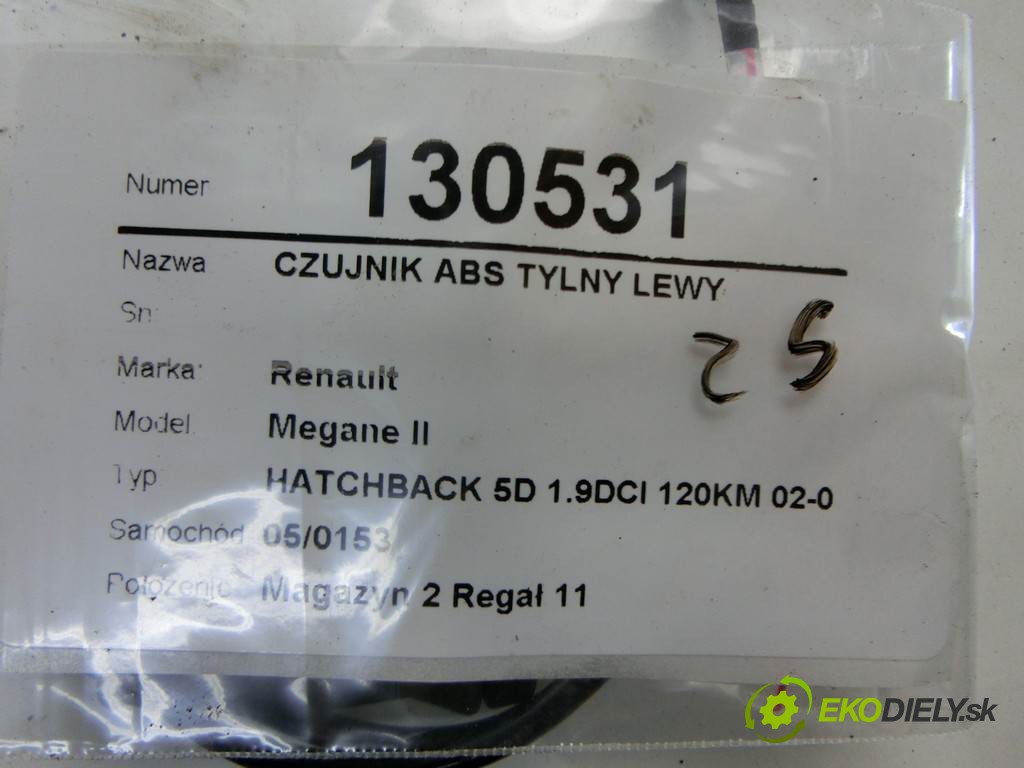 Numer 130531
Nazwa CZUJNIK ABS TYLNY LEWY
Sn:
25
Marka: Renault
Model Megane II
Typ HATCHBACK 5D 1.9DCI 120KM 02-0
Samochód 05/0153
Położenie Magazyn 2 Regał 11
EKODIELY.sk